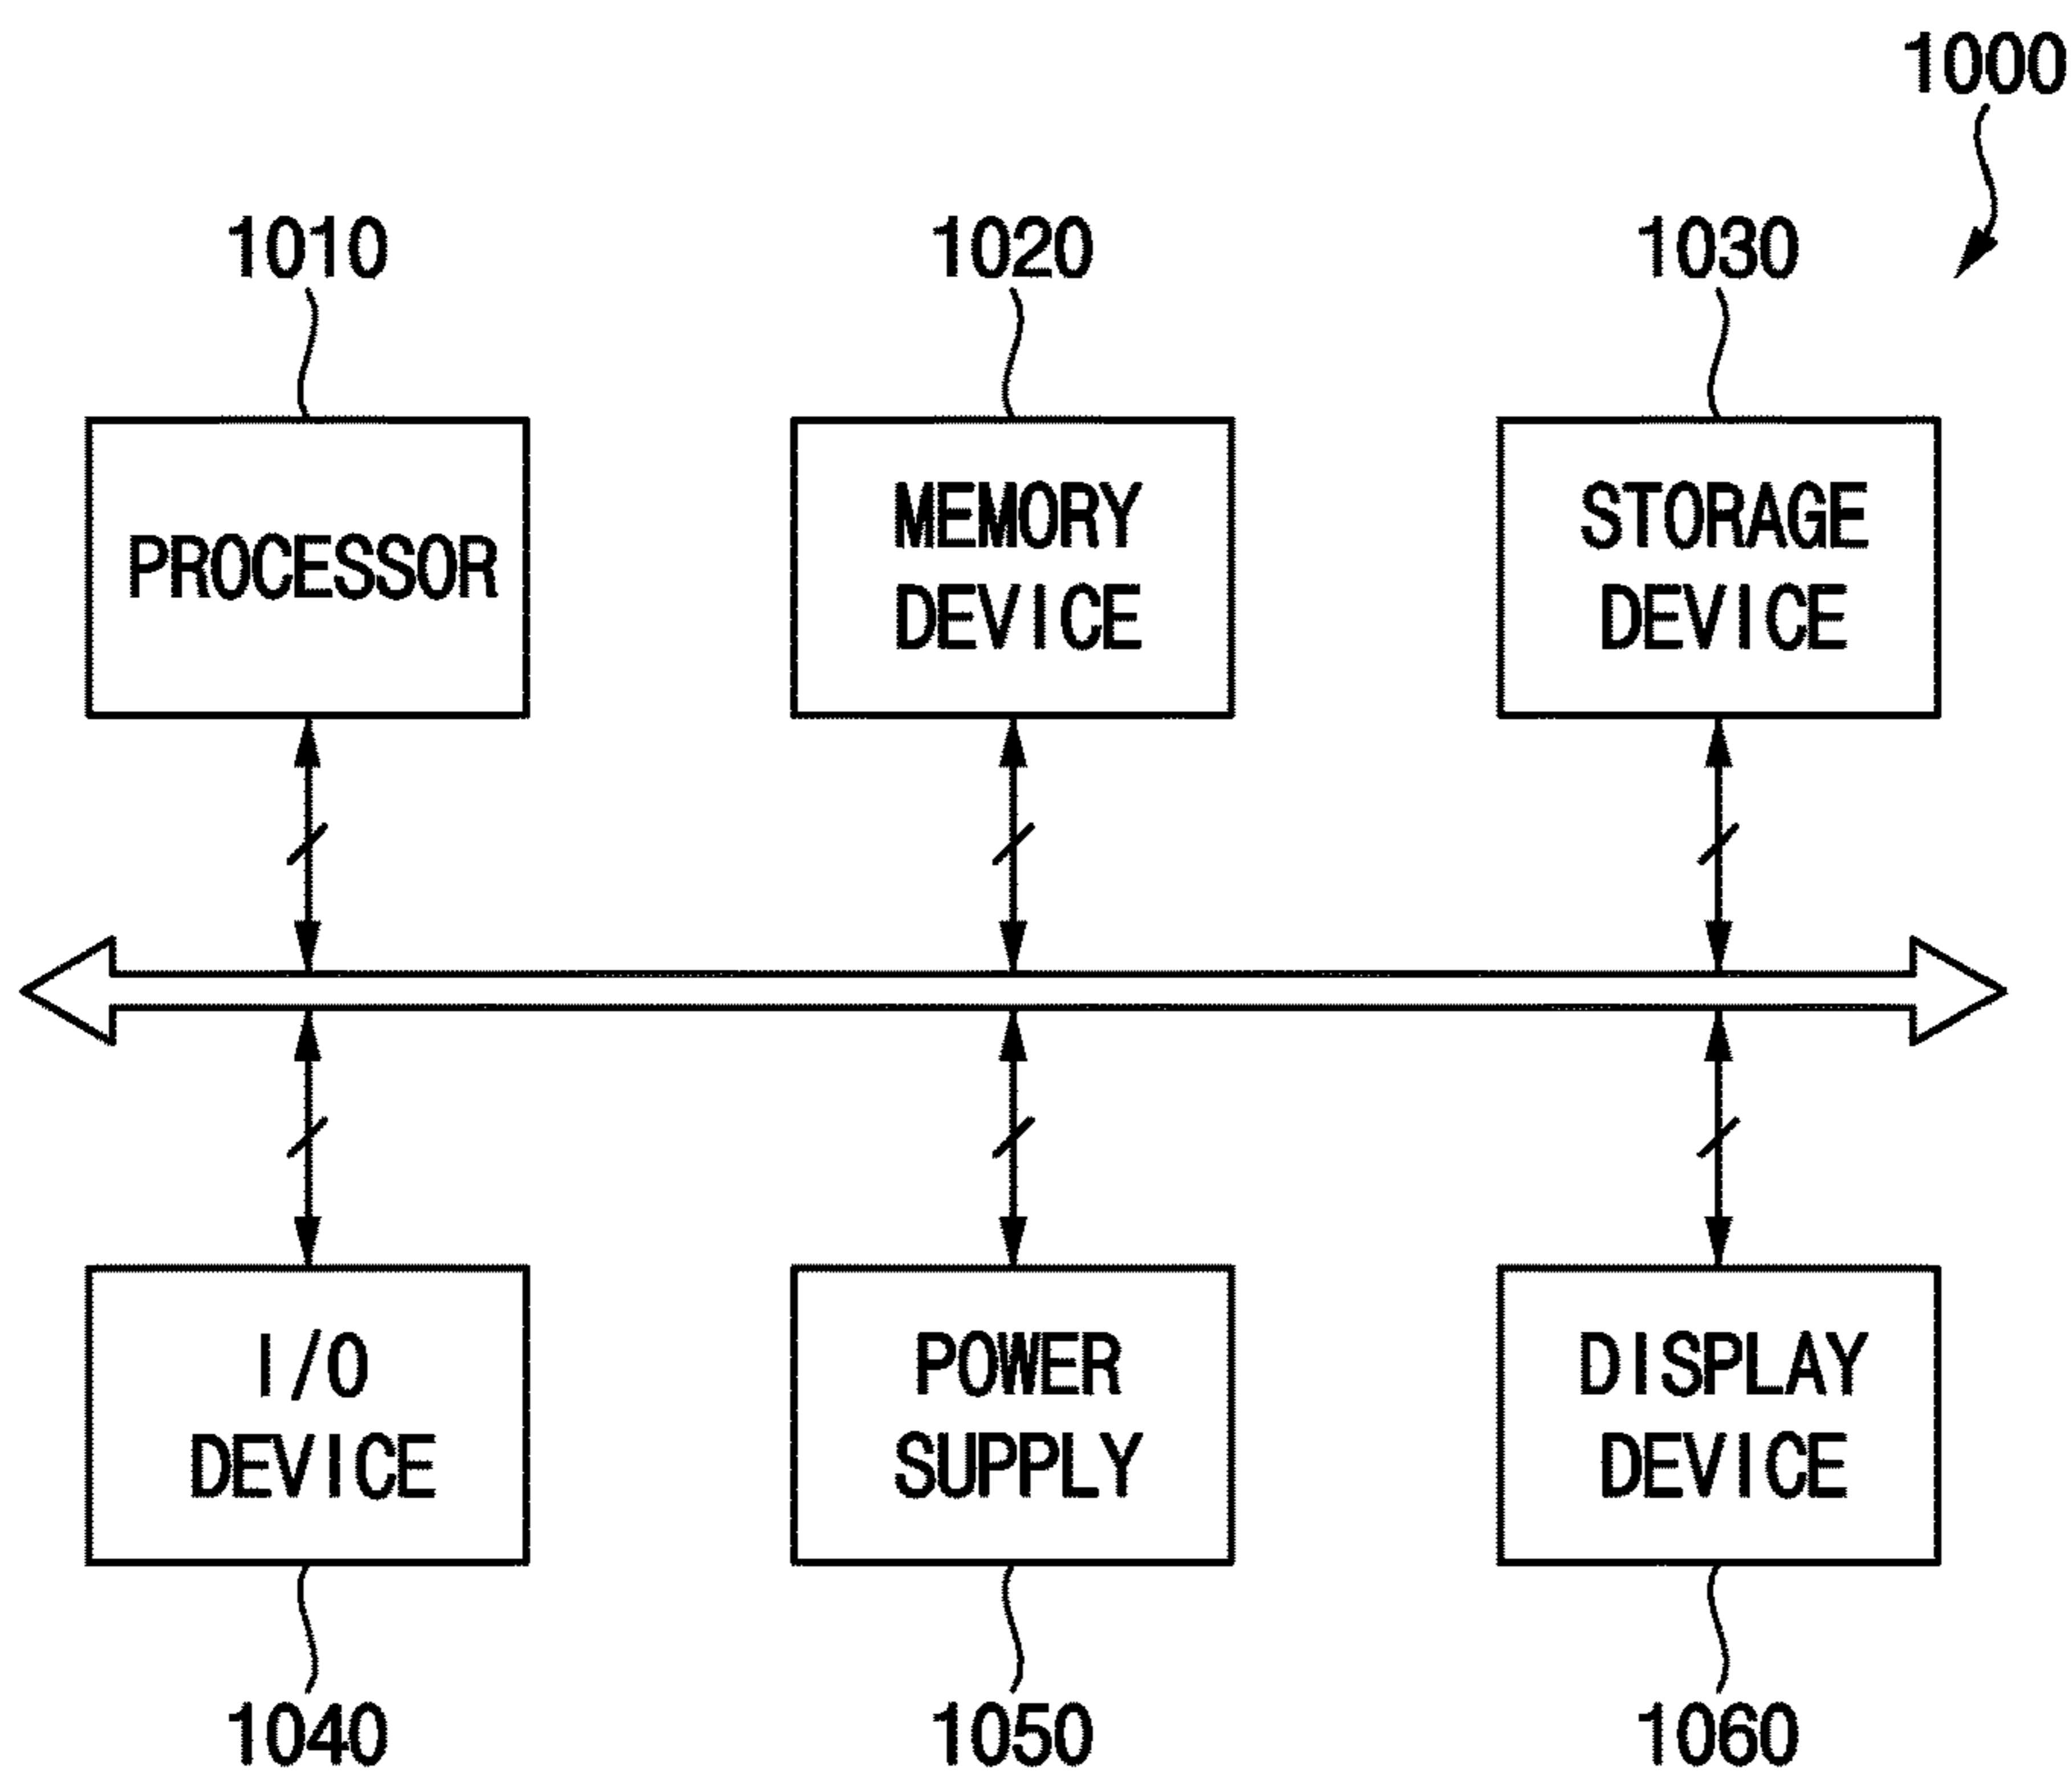 1000
1010
1020
1030
PROCESSOR
MEMORY
DEVICE
STORAGE
DEVICE
I/O
DEVICE
POWER
SUPPLY
DISPLAY
DEVICE
1040
1050
1060